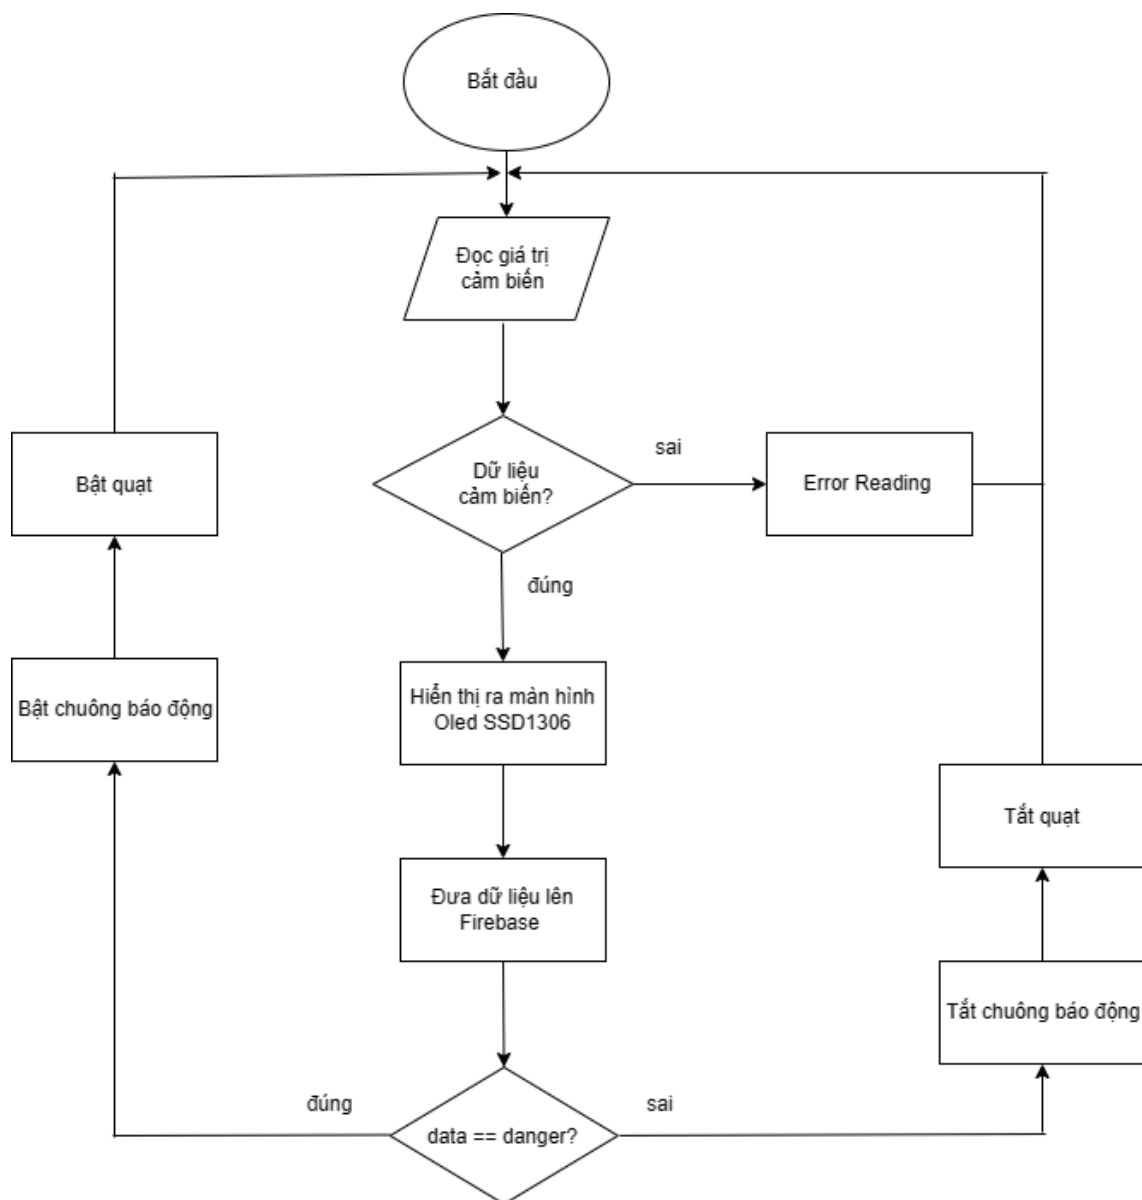 Bắt đầu
Đọc giá trị
cảm biến
Dữ liệu
cảm biến?
sai
Error Reading
Bật quạt
đúng
Hiển thị ra màn hình
Oled SSD1306
Bật chuông báo động
Tắt quạt
Đưa dữ liệu lên
Firebase
Tắt chuông báo động
đúng
data == danger?
sai